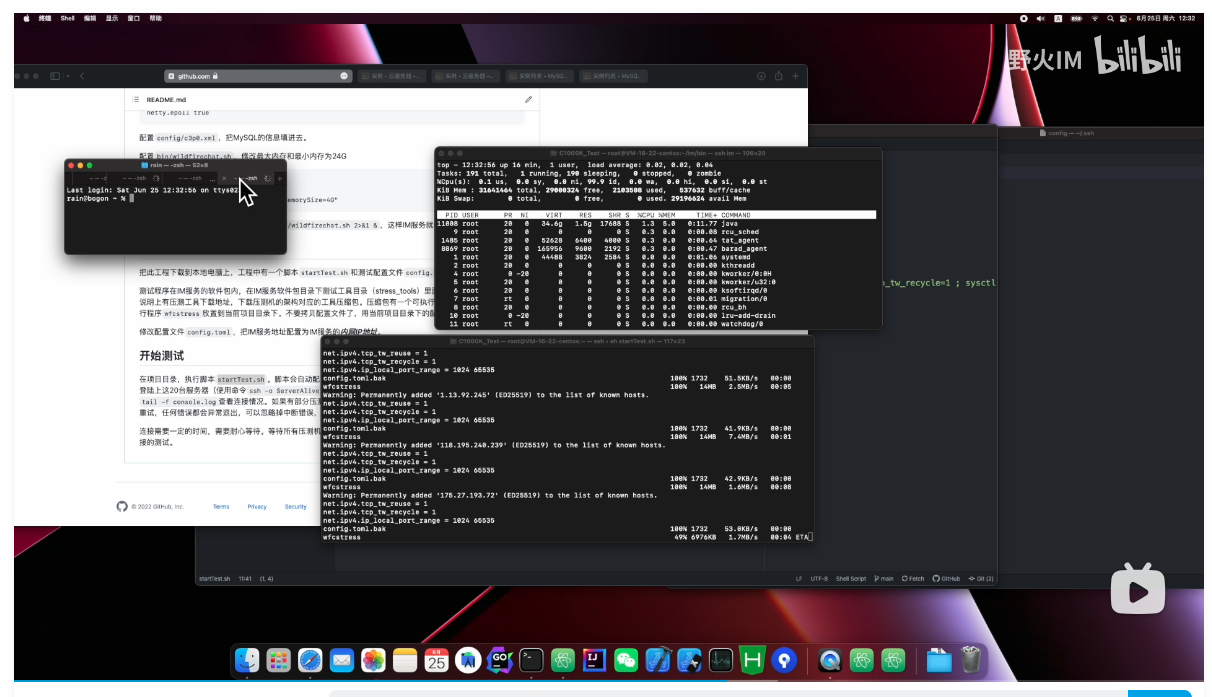 终端 Shell 编辑 显示 窗口 帮助
6月25日 周六 12:32
野火IM bilibili
github.com
README.md
netty.epoll true
配置 config/c3p0.xml，把MySQL的信息填进去。
配置 bin/wildfirechat.sh，修改最大内存和最小内存为24G
emorySize=4G"
/wildfirechat.sh 2>&1 &，这样IM服务就
把此工程下载到本地电脑上，工程中有一个脚本 startTest.sh 和测试配置文件 config.
测试程序在IM服务的软件包内，在IM服务软件包目录下测试工具目录（stress_tools）里面
说明上有压测工具下载地址，下载压测机的架构对应的工具压缩包。压缩包有一个可执行
行程序 wfcstress 放置到当前项目目录下。不要拷贝配置文件了，用当前项目目录下的配
修改配置文件 config.toml，把IM服务地址配置为IM服务的内网IP地址。
开始测试
在项目目录，执行脚本 startTest.sh 。脚本会自动配
登陆上这20台服务器（使用命令 ssh -o ServerAlive
tail -f console.log 查看连接情况。如果有部分压
重试，任何错误都会异常退出，可以忽略掉中断错误，
连接需要一定的时间，需要耐心等待。等待所有压测机
接的测试。
© 2022 GitHub, Inc. Terms Privacy Security
rain — -zsh — 52×8
Last login: Sat Jun 25 12:32:56 on ttys02
rain@bogon ~ %
C1000K_Test — root@VM-16-22-centos:~/im/bin — ssh im — 106×20
top - 12:32:56 up 16 min, 1 user, load average: 0.02, 0.02, 0.04
Tasks: 191 total, 1 running, 190 sleeping, 0 stopped, 0 zombie
%Cpu(s): 0.1 us, 0.0 sy, 0.0 ni, 99.9 id, 0.0 wa, 0.0 hi, 0.0 si, 0.0 st
KiB Mem : 31641464 total, 29000324 free, 2103508 used, 537632 buff/cache
KiB Swap: 0 total, 0 free, 0 used. 29196624 avail Mem
PID USER PR NI VIRT RES SHR S %CPU %MEM TIME+ COMMAND
11088 root 20 0 34.6g 1.5g 17688 S 1.3 5.0 0:11.77 java
9 root 20 0 0 0 0 S 0.3 0.0 0:00.08 rcu_sched
1485 root 20 0 52628 6400 4000 S 0.3 0.0 0:00.64 tat_agent
8869 root 20 0 165956 9600 2192 S 0.3 0.0 0:00.47 barad_agent
1 root 20 0 44488 3824 2584 S 0.0 0.0 0:01.06 systemd
2 root 20 0 0 0 0 S 0.0 0.0 0:00.00 kthreadd
4 root 0 -20 0 0 0 S 0.0 0.0 0:00.00 kworker/0:0H
5 root 20 0 0 0 0 S 0.0 0.0 0:00.00 kworker/u32:0
6 root 20 0 0 0 0 S 0.0 0.0 0:00.00 ksoftirqd/0
7 root rt 0 0 0 0 S 0.0 0.0 0:00.01 migration/0
8 root 20 0 0 0 0 S 0.0 0.0 0:00.00 rcu_bh
10 root 0 -20 0 0 0 S 0.0 0.0 0:00.00 lru-add-drain
11 root rt 0 0 0 0 S 0.0 0.0 0:00.00 watchdog/0
config — ~/.ssh
p_tw_recycle=1 ; sysctl
C1000K_Test — root@VM-16-22-centos:~ — ssh ‹ sh startTest.sh — 117×23
net.ipv4.tcp_tw_reuse = 1
net.ipv4.tcp_tw_recycle = 1
net.ipv4.ip_local_port_range = 1024 65535
config.toml.bak 100% 1732 51.5KB/s 00:00
wfcstress 100% 14MB 2.5MB/s 00:05
Warning: Permanently added '1.13.92.245' (ED25519) to the list of known hosts.
net.ipv4.tcp_tw_reuse = 1
net.ipv4.tcp_tw_recycle = 1
net.ipv4.ip_local_port_range = 1024 65535
config.toml.bak 100% 1732 41.9KB/s 00:00
wfcstress 100% 14MB 7.4MB/s 00:01
Warning: Permanently added '118.195.240.239' (ED25519) to the list of known hosts.
net.ipv4.tcp_tw_reuse = 1
net.ipv4.tcp_tw_recycle = 1
net.ipv4.ip_local_port_range = 1024 65535
config.toml.bak 100% 1732 42.9KB/s 00:00
wfcstress 100% 14MB 1.6MB/s 00:08
Warning: Permanently added '175.27.193.72' (ED25519) to the list of known hosts.
net.ipv4.tcp_tw_reuse = 1
net.ipv4.tcp_tw_recycle = 1
net.ipv4.ip_local_port_range = 1024 65535
config.toml.bak 100% 1732 53.0KB/s 00:00
wfcstress 49% 6976KB 1.7MB/s 00:04 ETA
startTest.sh 11:41 (1, 4)
LF UTF-8 Shell Script main Fetch GitHub Git (2)
6月
25
GO
IJ
H